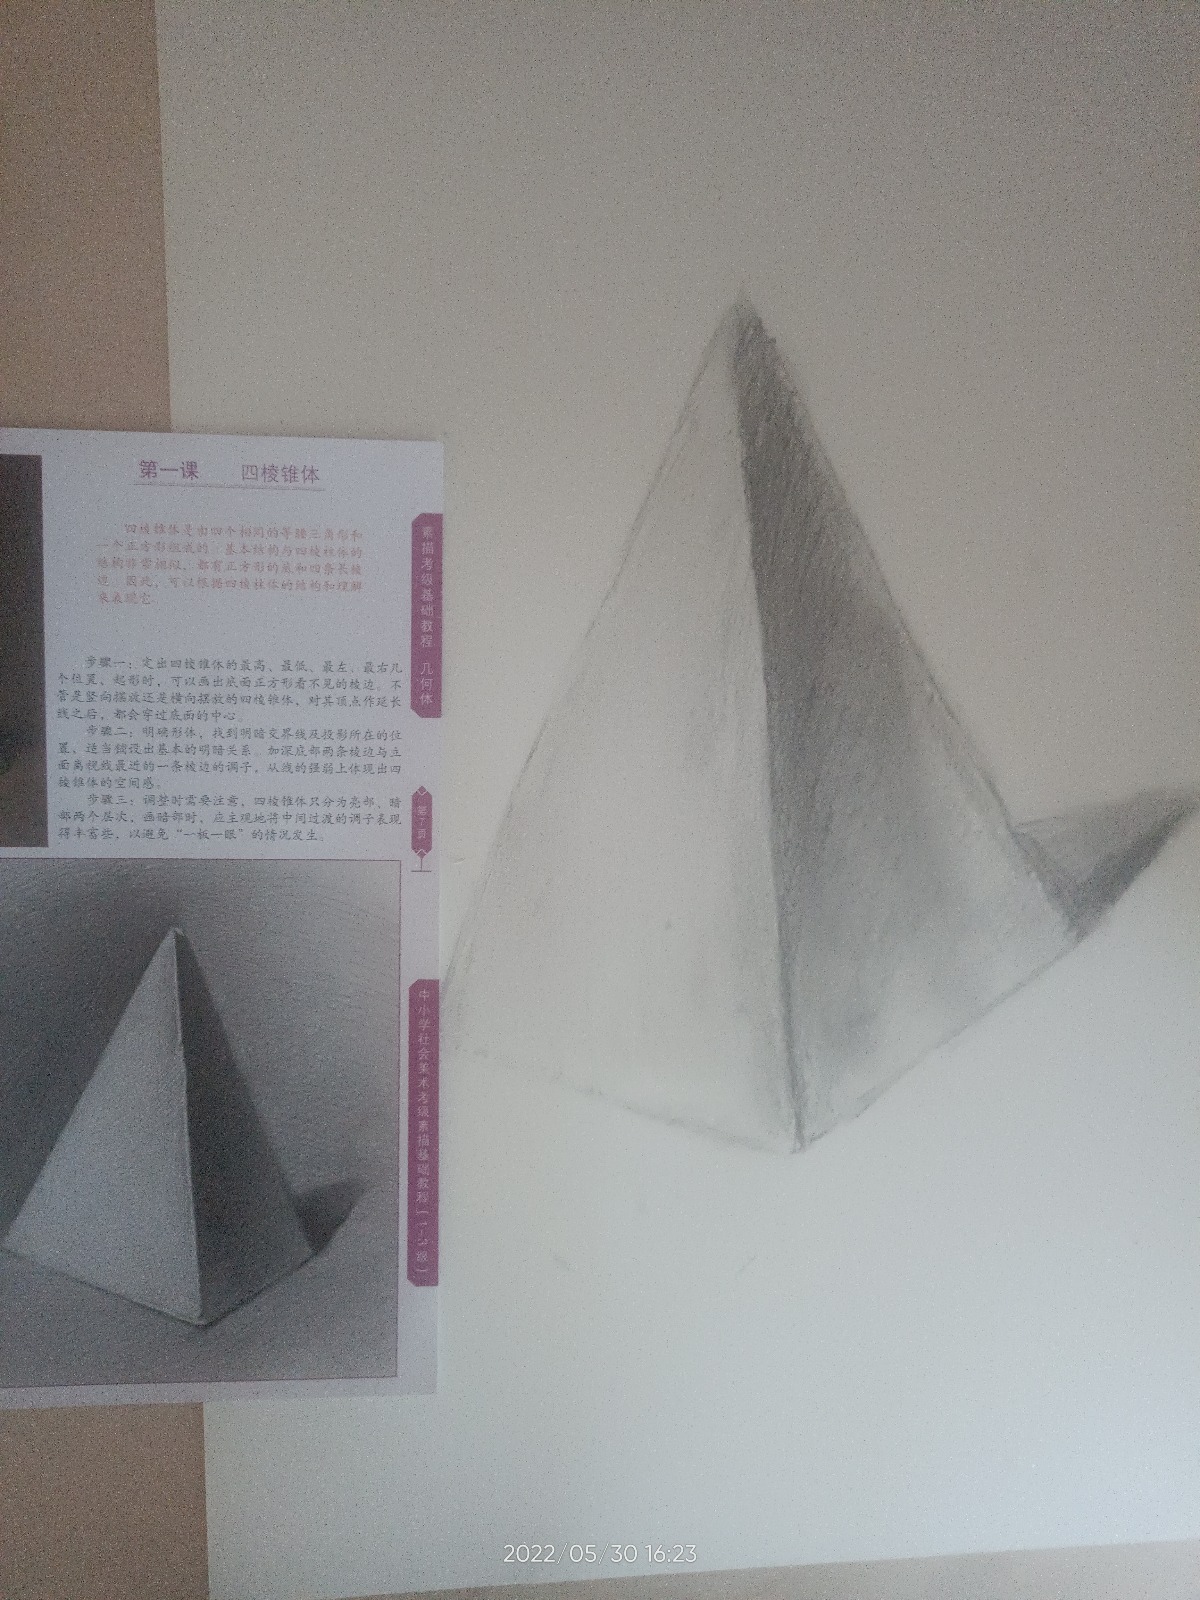 第一课 四棱锥体
四棱锥体是由四个相同的等腰三角形和
一个正方形组成的。基本结构与四棱柱体的
结构非常相似，都有正方形的底和四条长棱
边。因此，可以根据四棱柱体的结构和理解
来表现它。
步骤一：定出四棱锥体的最高、最低、最左、最右几
个位置，起形时，可以画出底面正方形看不见的棱边。不
管是竖向摆放还是横向摆放的四棱锥体，对其顶点作延长
线之后，都会穿过底面的中心。
步骤二：明确形体，找到明暗交界线及投影所在的位
置，适当铺设出基本的明暗关系。加深底部两条棱边与立
面离视线最近的一条棱边的调子，从线的强弱上体现出四
棱锥体的空间感。
步骤三：调整时需要注意，四棱锥体只分为亮部、暗
部两个层次，画暗部时，应主观地将中间过渡的调子表现
得丰富些，以避免“一板一眼”的情况发生。
素描考级基础教程 几何体
中小学社会美术考级素描基础教程（1-3级）
2022/05/30 16:23